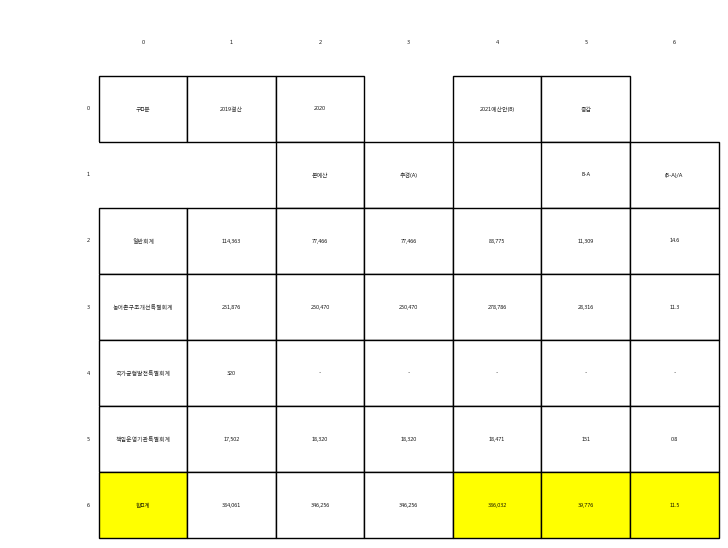 0 1 2 3 4 5 6
0 구□분 2019결산 2020 2021예산안(B) 증감
1 본예산 추경(A) B-A (B-A)/A
2 일반회계 114,363 77,466 77,466 88,775 11,309 14.6
3 농어촌구조개선특별회계 251,876 250,470 250,470 278,786 28,316 11.3
4 국가균형발전특별회계 320 - - - - -
5 책임운영기관특별회계 17,502 18,320 18,320 18,471 151 0.8
6 합□계 384,061 346,256 346,256 386,032 39,776 11.5